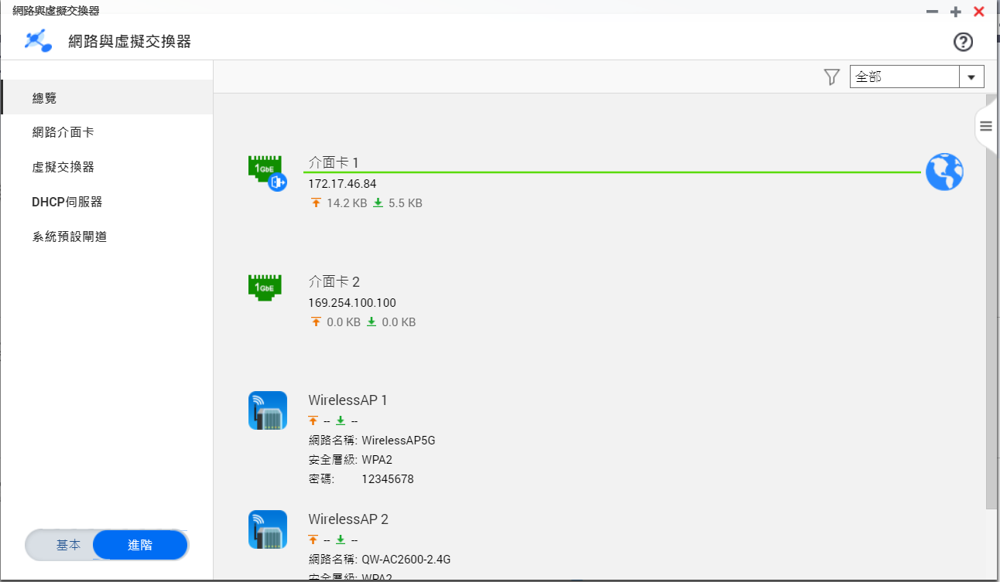 網路與虛擬交換器
網路與虛擬交換器
全部
總覽
網路介面卡
虛擬交換器
DHCP伺服器
系統預設閘道
基本
進階
1GbE
介面卡 1
172.17.46.84
14.2 KB 5.5 KB
1GbE
介面卡 2
169.254.100.100
0.0 KB 0.0 KB
WirelessAP 1
-- --
網路名稱: WirelessAP5G
安全層級: WPA2
密碼: 12345678
WirelessAP 2
-- --
網路名稱: QW-AC2600-2.4G
安全層級: WPA2